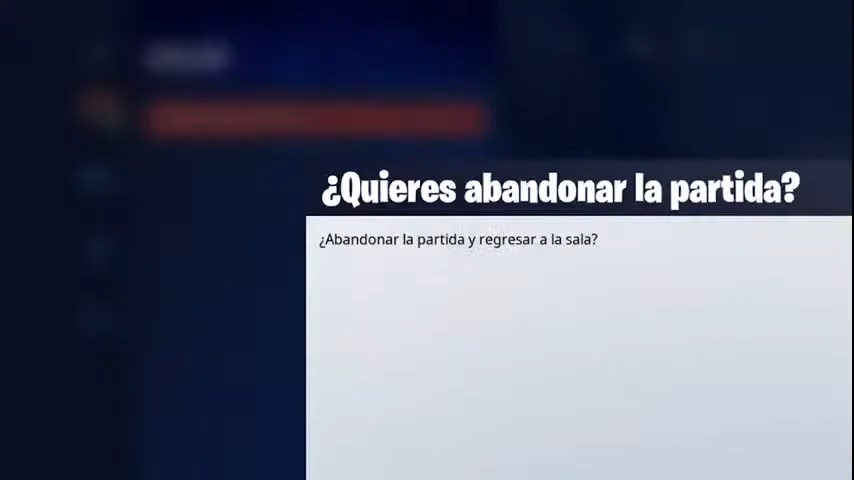 ¿Quieres abandonar la partida?
¿Abandonar la partida y regresar a la sala?